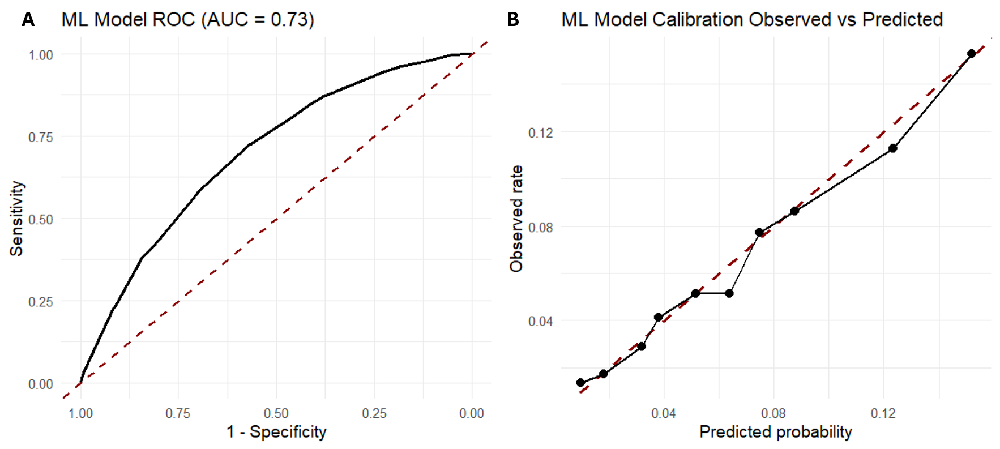 A ML Model ROC (AUC = 0.73)
1.00
0.75
0.50
0.25
0.00
Sensitivity
1.00 0.75 0.50 0.25 0.00
1 - Specificity
B ML Model Calibration Observed vs Predicted
0.12
0.08
0.04
Observed rate
0.04 0.08 0.12
Predicted probability